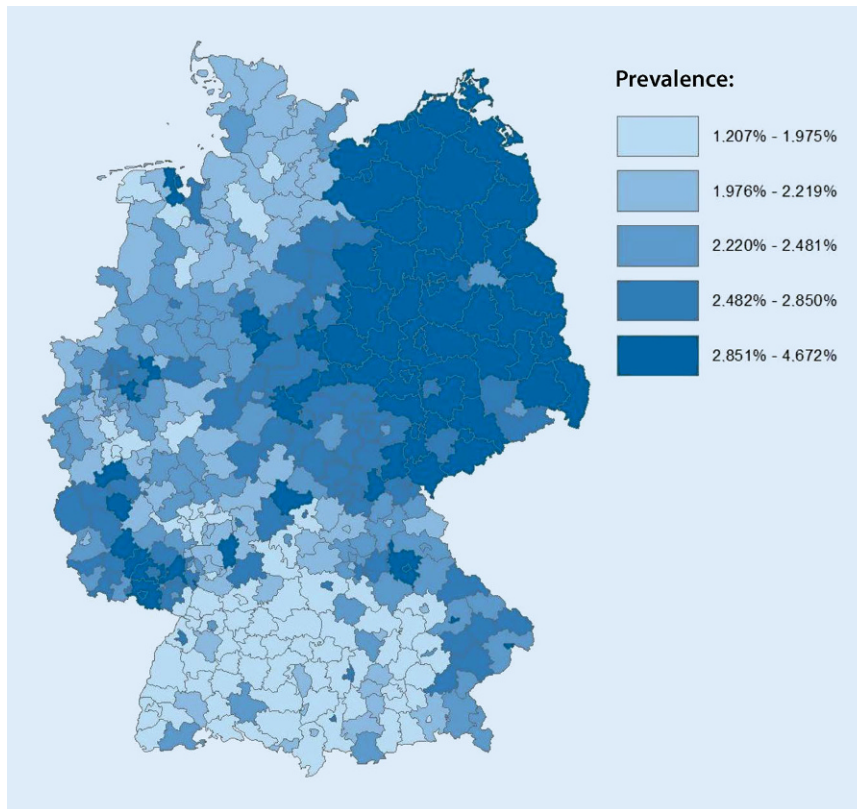 Prevalence:
1.207% - 1.975%
1.976% - 2.219%
2.220% - 2.481%
2.482% - 2.850%
2.851% - 4.672%